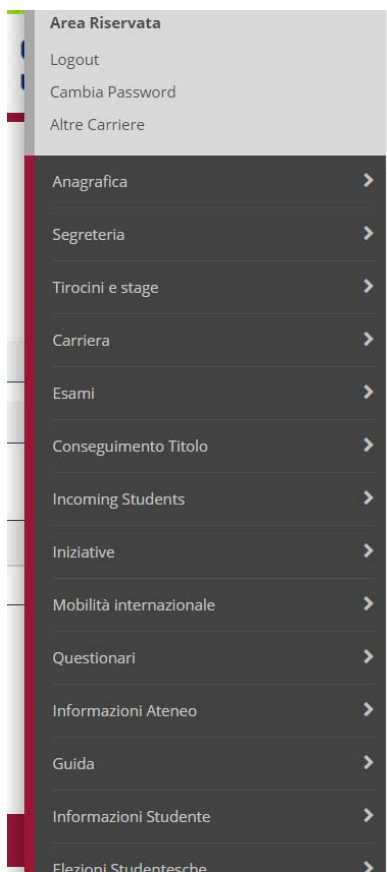 Area Riservata
Logout
Cambia Password
Altre Carriere
Anagrafica
Segreteria
Tirocini e stage
Carriera
Esami
Conseguimento Titolo
Incoming Students
Iniziative
Mobilità internazionale
Questionari
Informazioni Ateneo
Guida
Informazioni Studente
Elezioni Studentesche